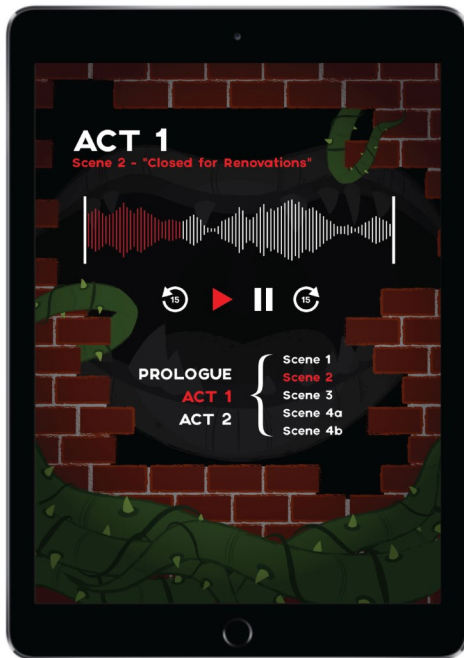 ACT 1
Scene 2 - "Closed for Renovations"
15
15
PROLOGUE
ACT 1
ACT 2
Scene 1
Scene 2
Scene 3
Scene 4a
Scene 4b